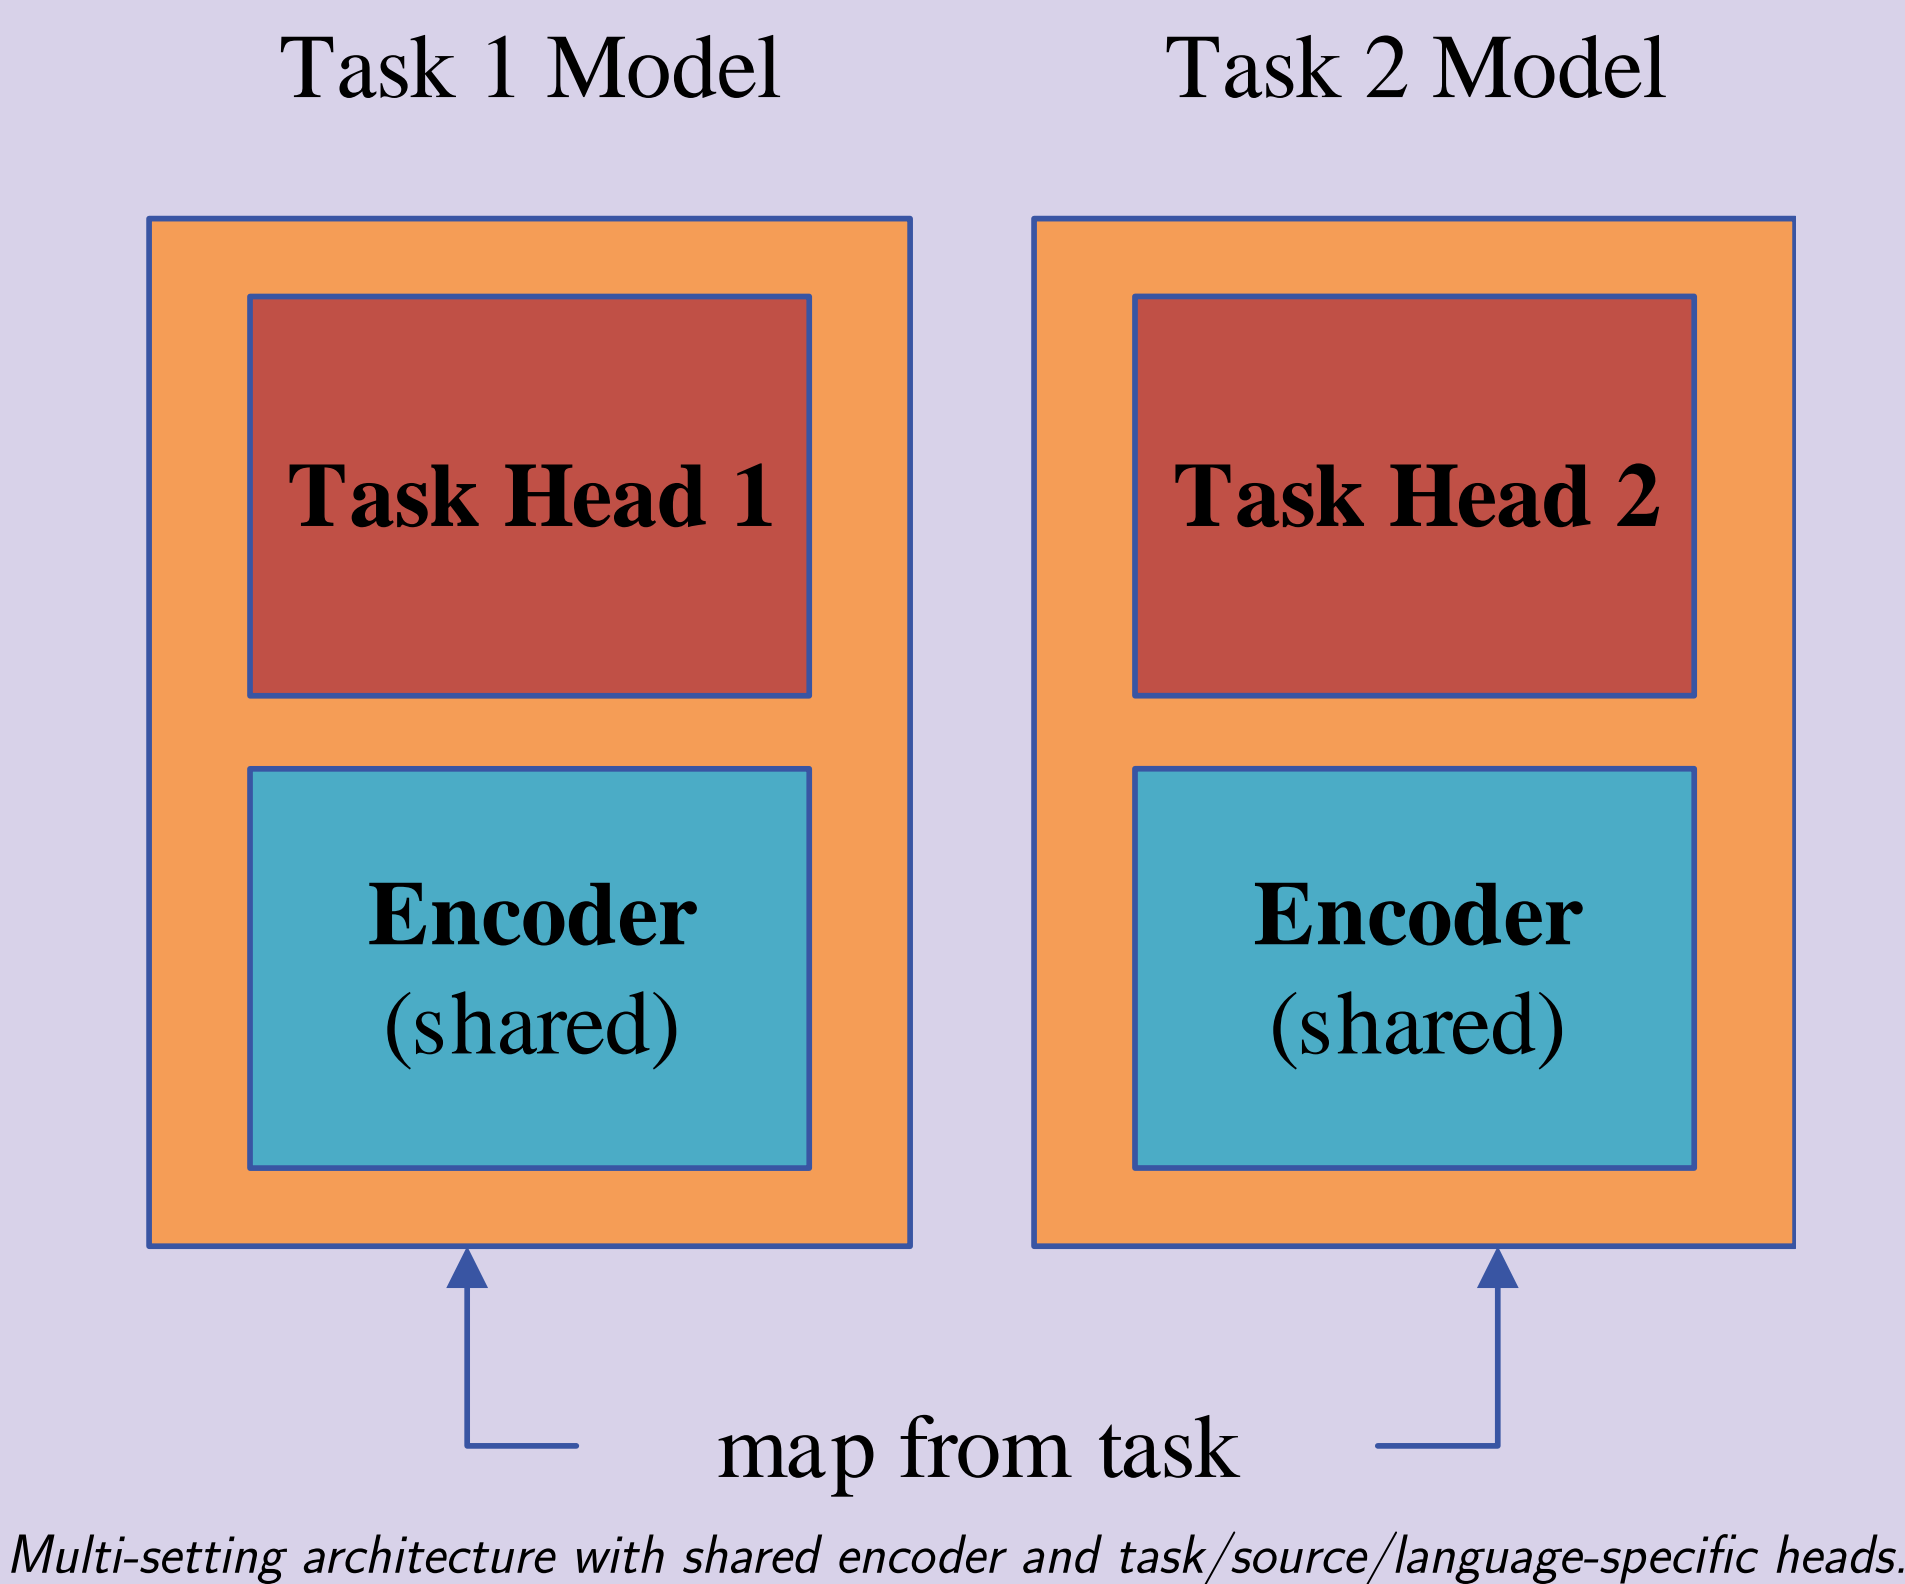 Task 1 Model
Task 2 Model
Task Head 1
Task Head 2
Encoder
(shared)
Encoder
(shared)
map from task
Multi-setting architecture with shared encoder and task/source/language-specific heads.